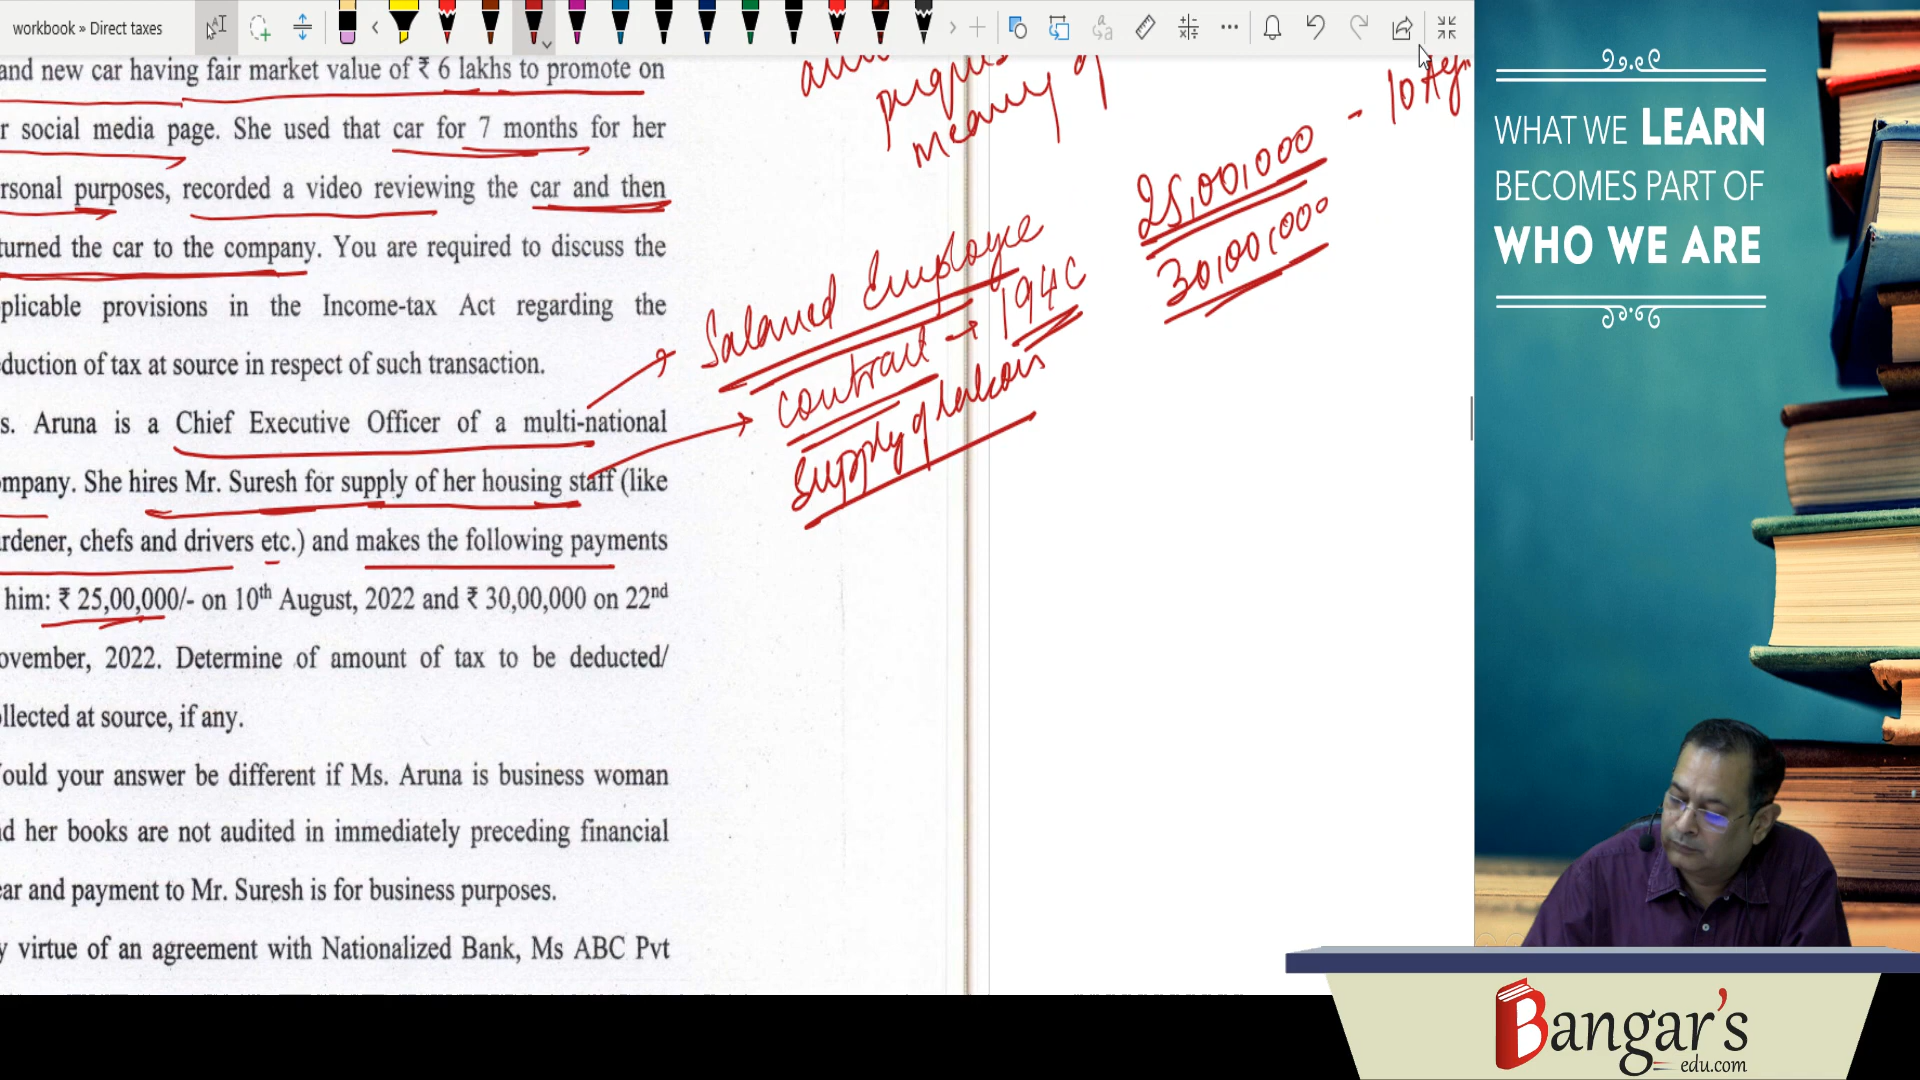 workbook » Direct taxes
and new car having fair market value of ₹ 6 lakhs to promote on
r social media page. She used that car for 7 months for her
rsonal purposes, recorded a video reviewing the car and then
turned the car to the company. You are required to discuss the
plicable provisions in the Income-tax Act regarding the
duction of tax at source in respect of such transaction.
s. Aruna is a Chief Executive Officer of a multi-national
mpany. She hires Mr. Suresh for supply of her housing staff (like
rdener, chefs and drivers etc.) and makes the following payments
him: ₹ 25,00,000/- on 10th August, 2022 and ₹ 30,00,000 on 22nd
ovember, 2022. Determine of amount of tax to be deducted/
llected at source, if any.
ould your answer be different if Ms. Aruna is business woman
d her books are not audited in immediately preceding financial
ear and payment to Mr. Suresh is for business purposes.
y virtue of an agreement with Nationalized Bank, Ms ABC Pvt
meany of
25,00,000 - 10 Ag
30,00,000
Salaried Employee
contract → 194C
supply of
WHAT WE LEARN
BECOMES PART OF
WHO WE ARE
Bangar's
edu.com